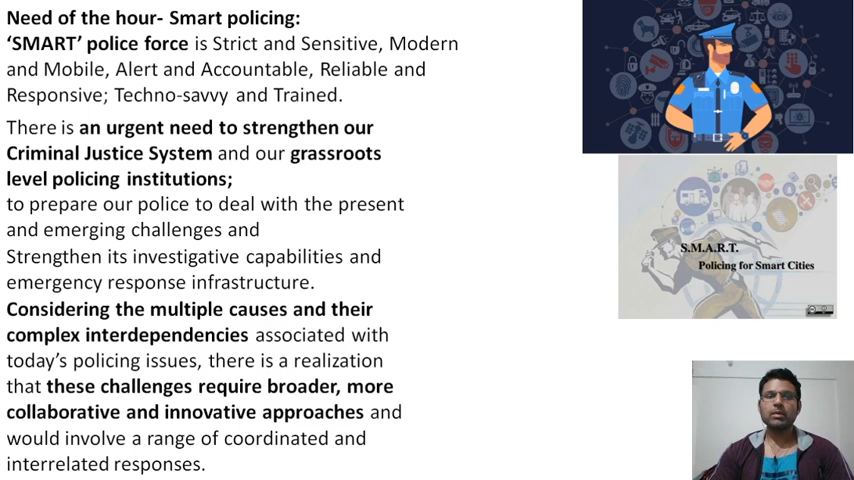 Need of the hour- Smart policing:
‘SMART’ police force is Strict and Sensitive, Modern
and Mobile, Alert and Accountable, Reliable and
Responsive; Techno-savvy and Trained.
There is an urgent need to strengthen our
Criminal Justice System and our grassroots
level policing institutions;
to prepare our police to deal with the present
and emerging challenges and
Strengthen its investigative capabilities and
emergency response infrastructure.
Considering the multiple causes and their
complex interdependencies associated with
today’s policing issues, there is a realization
that these challenges require broader, more
collaborative and innovative approaches and
would involve a range of coordinated and
interrelated responses.
S.M.A.R.T.
Policing for Smart Cities